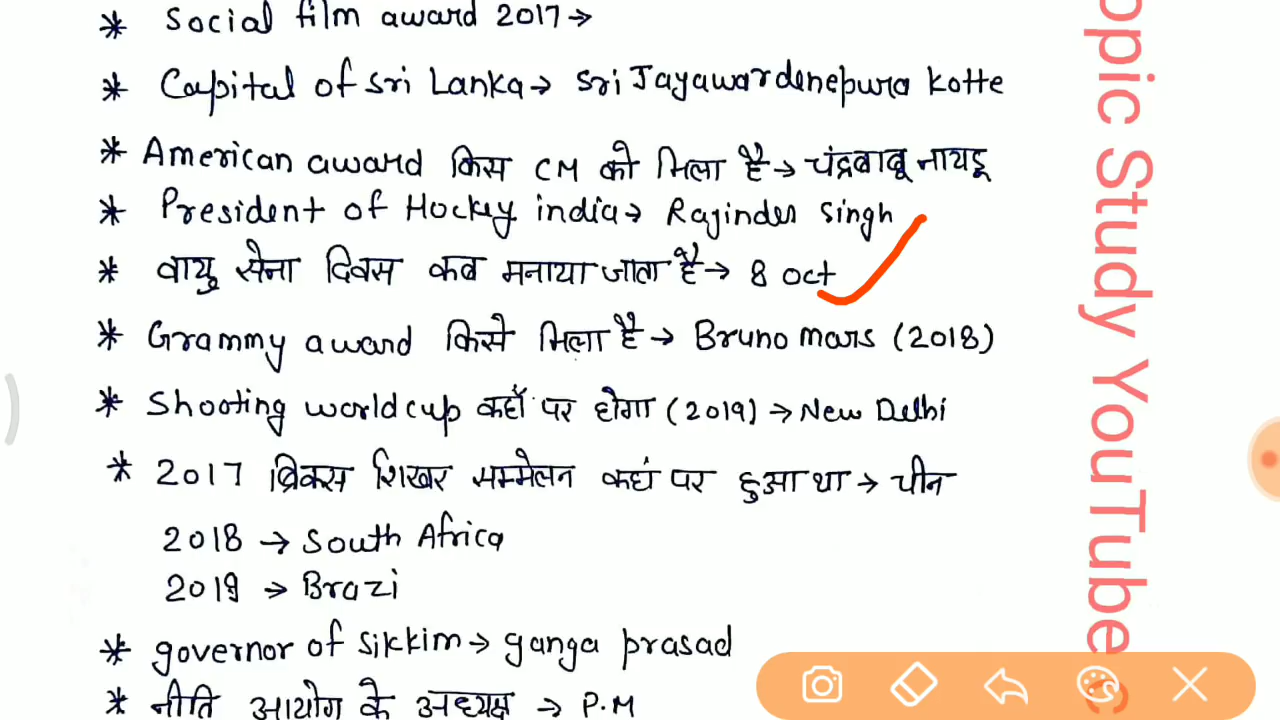 * Social film award 2017→
* Capital of Sri Lanka→ Sri Jayawardenepura Kotte
* American award किस CM को मिला है→ चंद्रबाबू नायडू
* President of Hockey india→ Rajinder Singh
* वायु सेना दिवस कब मनाया जाता है→ 8 oct
* Grammy award किसे मिला है→ Bruno mars (2018)
* Shooting worldcup कहाँ पर होगा (2019)→New Delhi
* 2017 ब्रिक्स शिखर सम्मेलन कहां पर हुआ था→ चीन
2018→ South Africa
2019→ Brazi
* governor of Sikkim→ ganga prasad
* नीति आयोग के अध्यक्ष→ P.M
opic Study YouTube